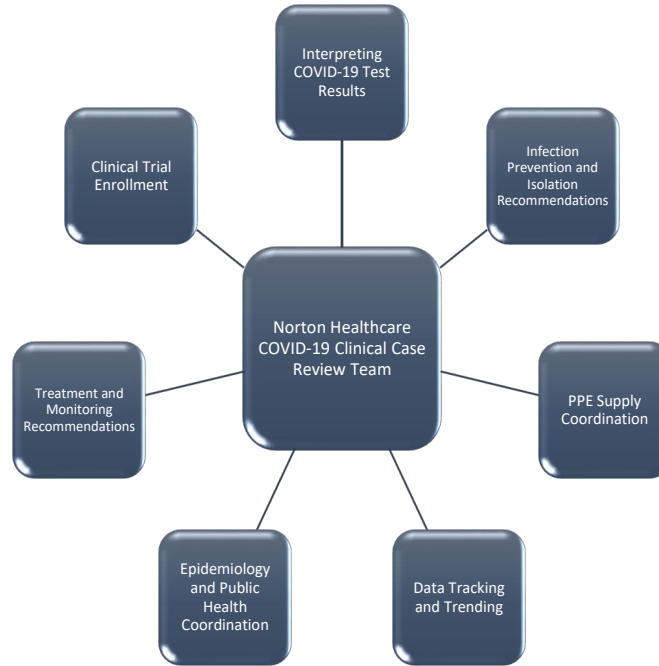 Interpreting
COVID-19 Test
Results
Clinical Trial
Enrollment
Infection
Prevention and
Isolation
Recommendations
Norton Healthcare
COVID-19 Clinical Case
Review Team
Treatment and
Monitoring
Recommendations
PPE Supply
Coordination
Epidemiology
and Public
Health
Coordination
Data Tracking
and Trending